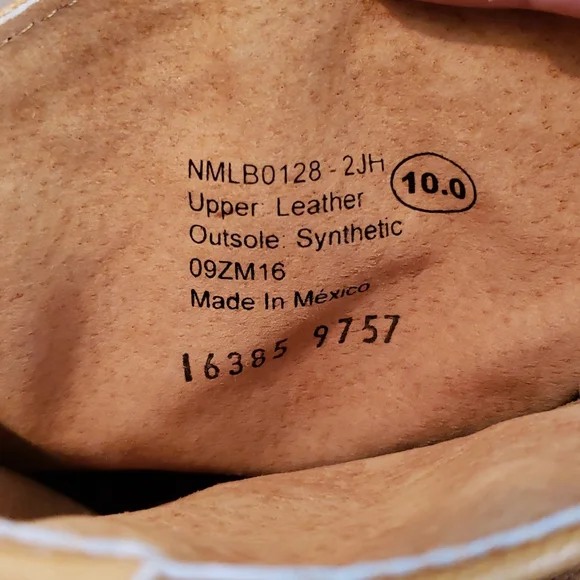 NMLB0128 - 2JH 10.0
Upper: Leather
Outsole: Synthetic
09ZM16
Made In México
16385 9757